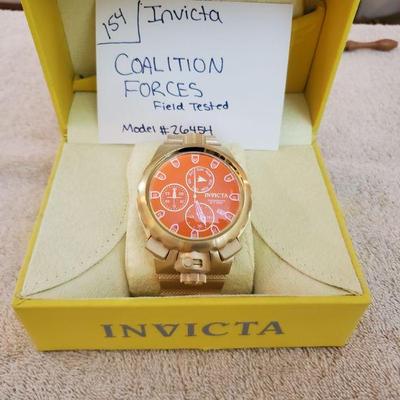 154
Invicta
COALITION
FORCES
Field Tested
Model # 26454
INVICTA
INVICTA